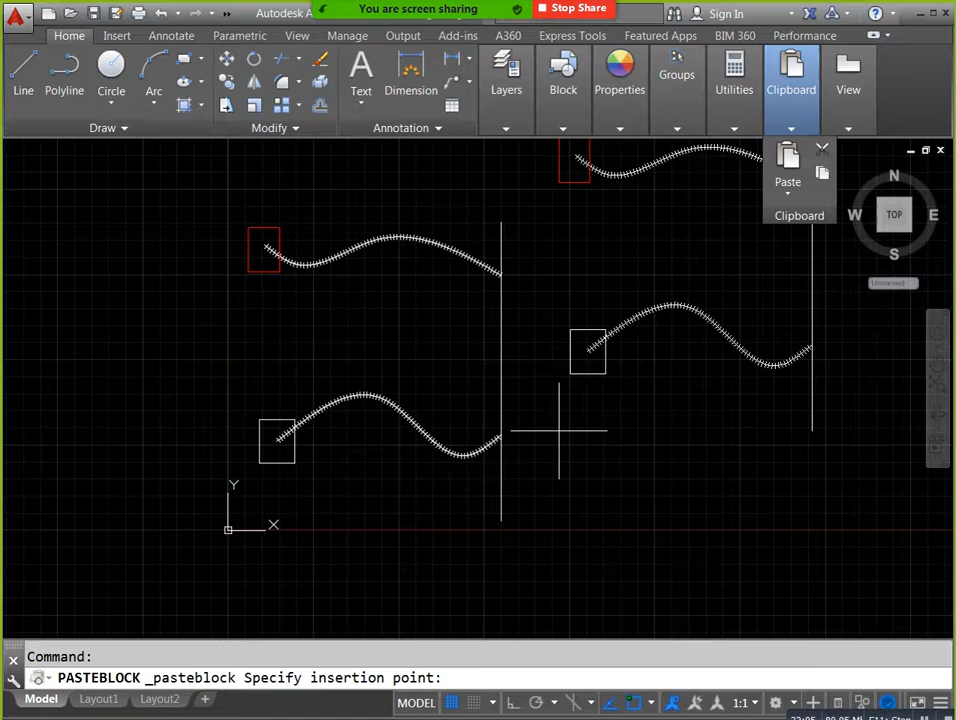 You are screen sharing
Stop Share
Autodesk A
Sign In
Home Insert Annotate Parametric View Manage Output Add-ins A360 Express Tools Featured Apps BIM 360 Performance
Line Polyline Circle Arc Text Dimension Layers Block Properties Groups Utilities Clipboard View
Draw Modify Annotation
Paste
Clipboard
N
W TOP E
S
Unnamed
Y
X
Command:
PASTEBLOCK _pasteblock Specify insertion point:
Model Layout1 Layout2 +
MODEL 1:1